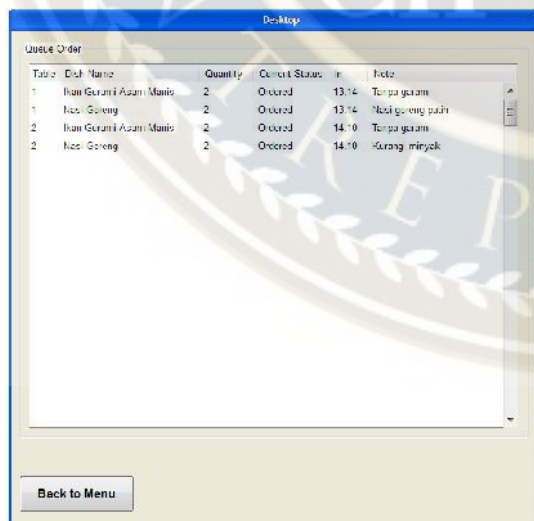 Desktop
Queue Order
Table Dish Name Quantity Current Status In Note
1 Ikan Gurami Asam Manis 2 Ordered 13.14 Tanpa garam
1 Nasi Goreng 2 Ordered 13.14 Nasi goreng putih
2 Ikan Gurami Asam Manis 2 Ordered 14.10 Tanpa garam
2 Nasi Goreng 2 Ordered 14.10 Kurang minyak
T R E P
Back to Menu